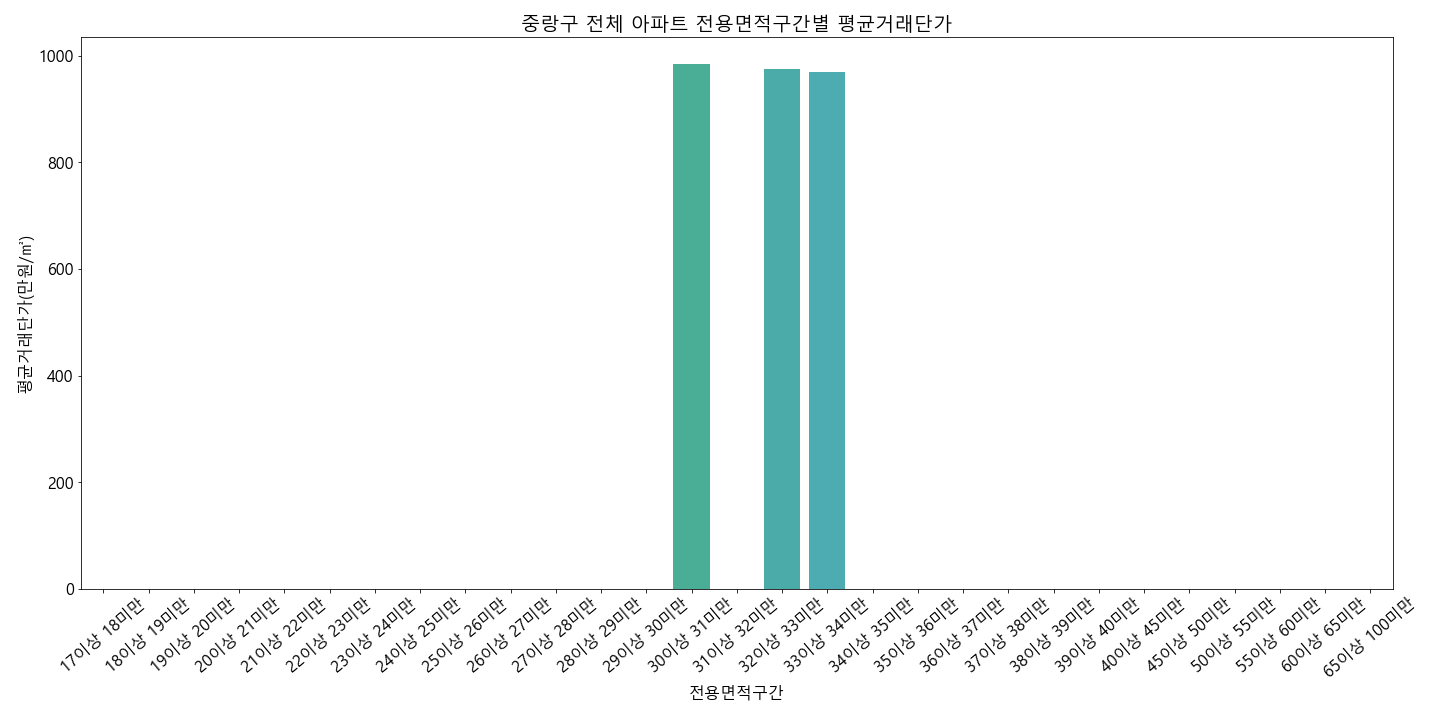 중랑구 전체 아파트 전용면적구간별 평균거래단가
평균거래단가(만원/㎡)
1000
800
600
400
200
0
17이상 18미만
18이상 19미만
19이상 20미만
20이상 21미만
21이상 22미만
22이상 23미만
23이상 24미만
24이상 25미만
25이상 26미만
26이상 27미만
27이상 28미만
28이상 29미만
29이상 30미만
30이상 31미만
31이상 32미만
32이상 33미만
33이상 34미만
34이상 35미만
35이상 36미만
36이상 37미만
37이상 38미만
38이상 39미만
39이상 40미만
40이상 45미만
45이상 50미만
50이상 55미만
55이상 60미만
60이상 65미만
65이상 100미만
전용면적구간